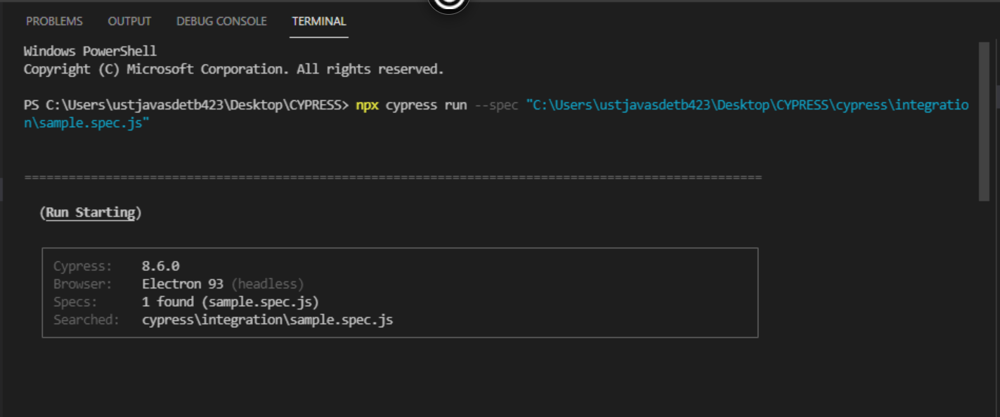 PROBLEMS OUTPUT DEBUG CONSOLE TERMINAL
Windows PowerShell
Copyright (C) Microsoft Corporation. All rights reserved.
PS C:\Users\ustjavasdetb423\Desktop\CYPRESS> npx cypress run --spec "C:\Users\ustjavasdetb423\Desktop\CYPRESS\cypress\integratio
n\sample.spec.js"
====================================================================================================
(Run Starting)
Cypress: 8.6.0
Browser: Electron 93 (headless)
Specs: 1 found (sample.spec.js)
Searched: cypress\integration\sample.spec.js